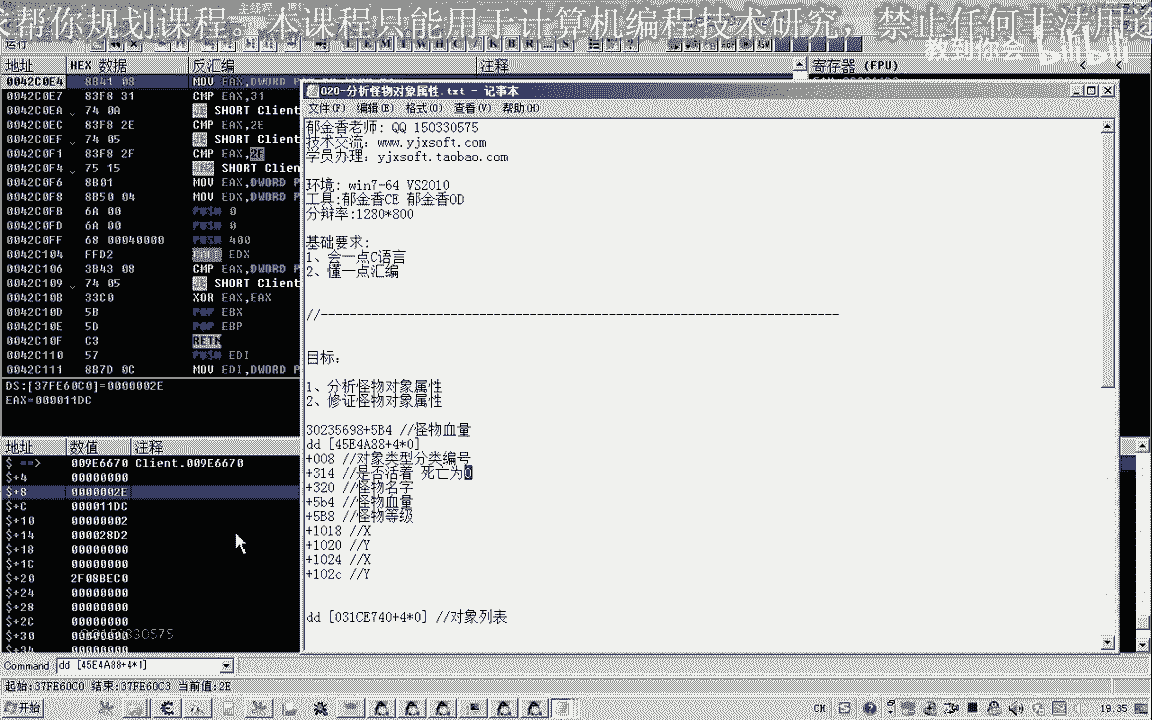 帮你规划课程。本课程只能用于计算机编程技术研究,禁止任何非法用途
教到你会 bilibili
地址 HEX 数据 反汇编 注释 寄存器 (FPU)
0042C0E4 8B41 08 MOV EAX,DWORD P
0042C0E7 83F8 31 CMP EAX,31
0042C0EA 74 0A SHORT Client
0042C0EC 83F8 2E CMP EAX,2E
0042C0EF 74 05 SHORT Client
0042C0F1 83F8 2F CMP EAX,2F
0042C0F4 75 15 SHORT Client
0042C0F6 8B01 MOV EAX,DWORD P
0042C0F8 8B50 04 MOV EDX,DWORD P
0042C0FB 6A 00 PUSH 0
0042C0FD 6A 00 PUSH 0
0042C0FF 68 00040000 PUSH 400
0042C104 FFD2 CALL EDX
0042C106 3B43 08 CMP EAX,DWORD P
0042C109 74 05 SHORT Client
0042C10B 33C0 XOR EAX,EAX
0042C10D 5B POP EBX
0042C10E 5D POP EBP
0042C10F C3 RETN
0042C110 57 PUSH EDI
0042C111 8B7D 0C MOV EDI,DWORD P
DS:[37FE60C0]=0000002E
EAX=000011DC
地址 数值 注释
$ ==> 009E6670 Client.009E6670
$+4 00000000
$+8 0000002E
$+C 000011DC
$+10 00000002
$+14 000028D2
$+18 00000000
$+1C 00000000
$+20 2F08BEC0
$+24 00000000
$+28 00000000
$+2C 00000000
$+30
$+34 00000000
020-分析怪物对象属性.txt - 记事本
文件(F) 编辑(E) 格式(O) 查看(V) 帮助(H)
郁金香老师: QQ 150330575
技术交流: www.yjxsoft.com
学员办理: yjxsoft.taobao.com
环境: win7-64 VS2010
工具:郁金香CE 郁金香OD
分辩率:1280*800
基础要求:
1、会一点C语言
2、懂一点汇编
//-------------------------------------------------------------------------
目标:
1、分析怪物对象属性
2、修证怪物对象属性
30235698+5B4 //怪物血量
dd [45E4A88+4*0]
+008 //对象类型分类编号
+314 //是否活着 死亡为0
+320 //怪物名字
+5b4 //怪物血量
+5B8 //怪物等级
+1018 //X
+1020 //Y
+1024 //X
+102c //Y
dd [031CE740+4*0] //对象列表
Command dd [45E4A88+4*1]
起始:37FE60C0 结束:37FE60C3 当前值:2E
开始 CH 19:35